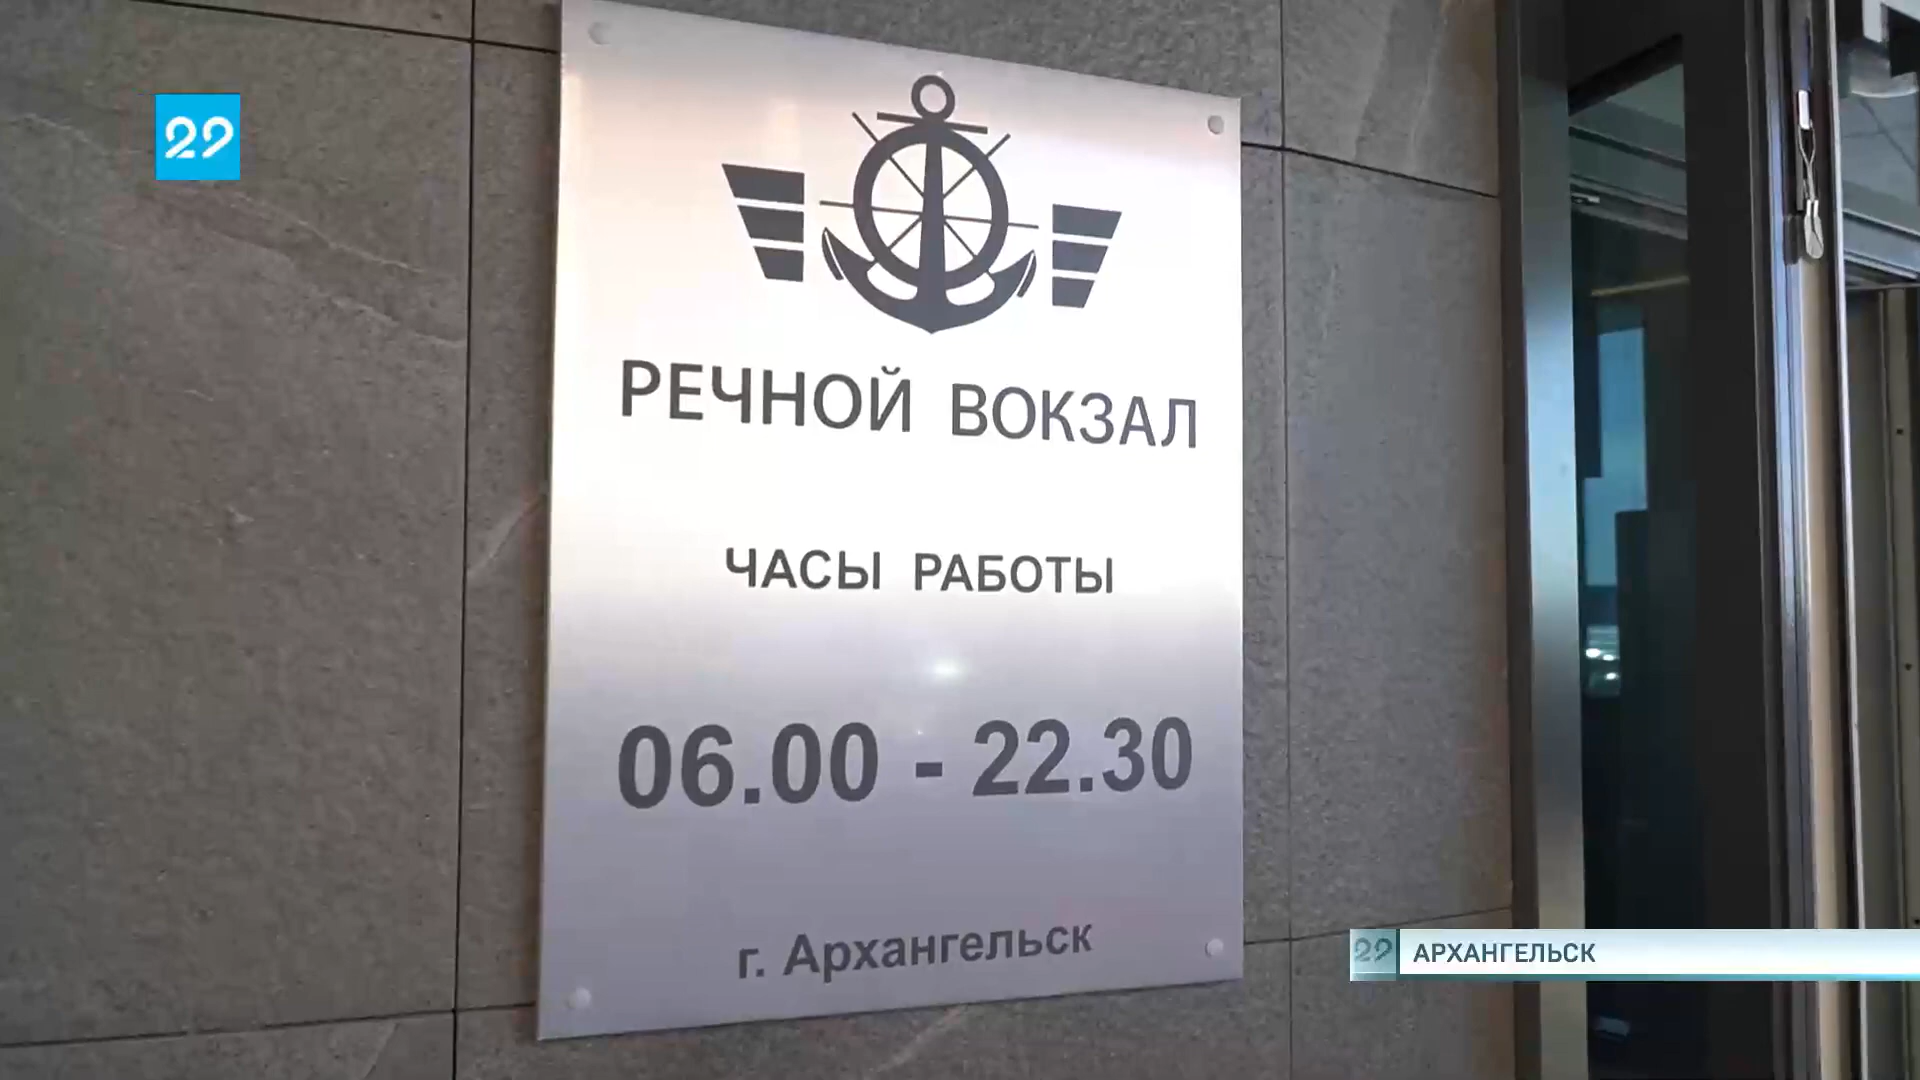 29
РЕЧНОЙ ВОКЗАЛ
ЧАСЫ РАБОТЫ
06.00 - 22.30
г. Архангельск
29 АРХАНГЕЛЬСК